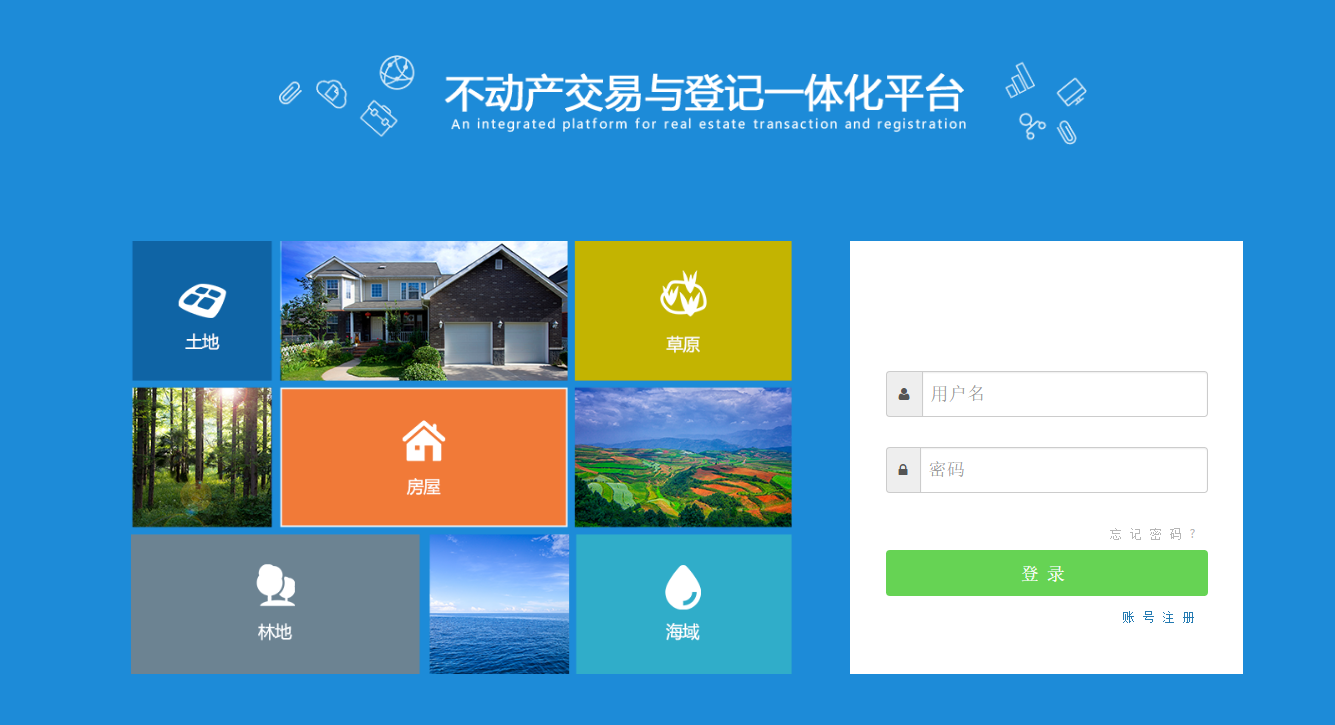 不动产交易与登记一体化平台
An integrated platform for real estate transaction and registration
土地
草原
房屋
林地
海域
用户名
密码
忘记密码?
登录
账号注册